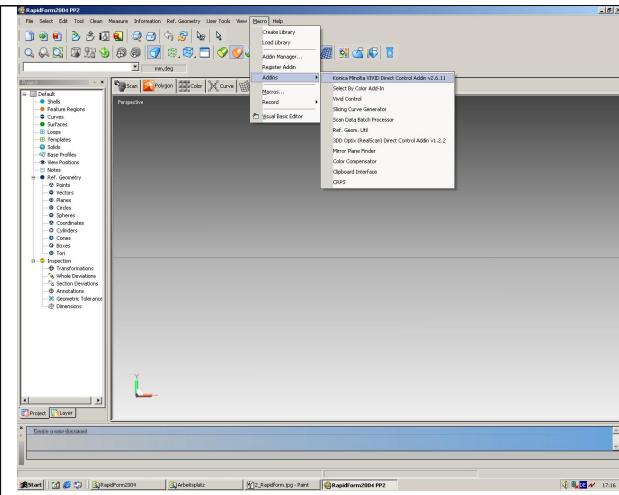 RapidForm2004 PP2
File Select Edit Tool Clean Measure Information Ref. Geometry User Tools View Macro Help
Create Library
Load Library
Addin Manager...
Register Addin
Addins
Macros...
Record
Visual Basic Editor
Konica Minolta VIVID Direct Control Addin v2.6.11
Select By Color Add-In
Vivid Control
Slicing Curve Generator
Scan Data Batch Processor
Ref. Geom. Util
3DD Optix (RealScan) Direct Control Addin v1.2.2
Mirror Plane Finder
Color Compensator
Clipboard Interface
CRPS
mm,deg
Scan Polygon Color Curve
Perspective
Default
Shells
Feature Regions
Curves
Surfaces
Loops
Templates
Solids
Base Profiles
View Positions
Notes
Ref. Geometry
Points
Vectors
Planes
Circles
Spheres
Coordinates
Cylinders
Cones
Boxes
Tori
Inspection
Transformations
Whole Deviations
Section Deviations
Annotations
Geometric Tolerance
Dimensions
Y
Project Layer
Create a new document
Start RapidForm2004 Arbeitsplatz 2_Rapidform.jpg - Paint RapidForm2004 PP2 DE 17:16